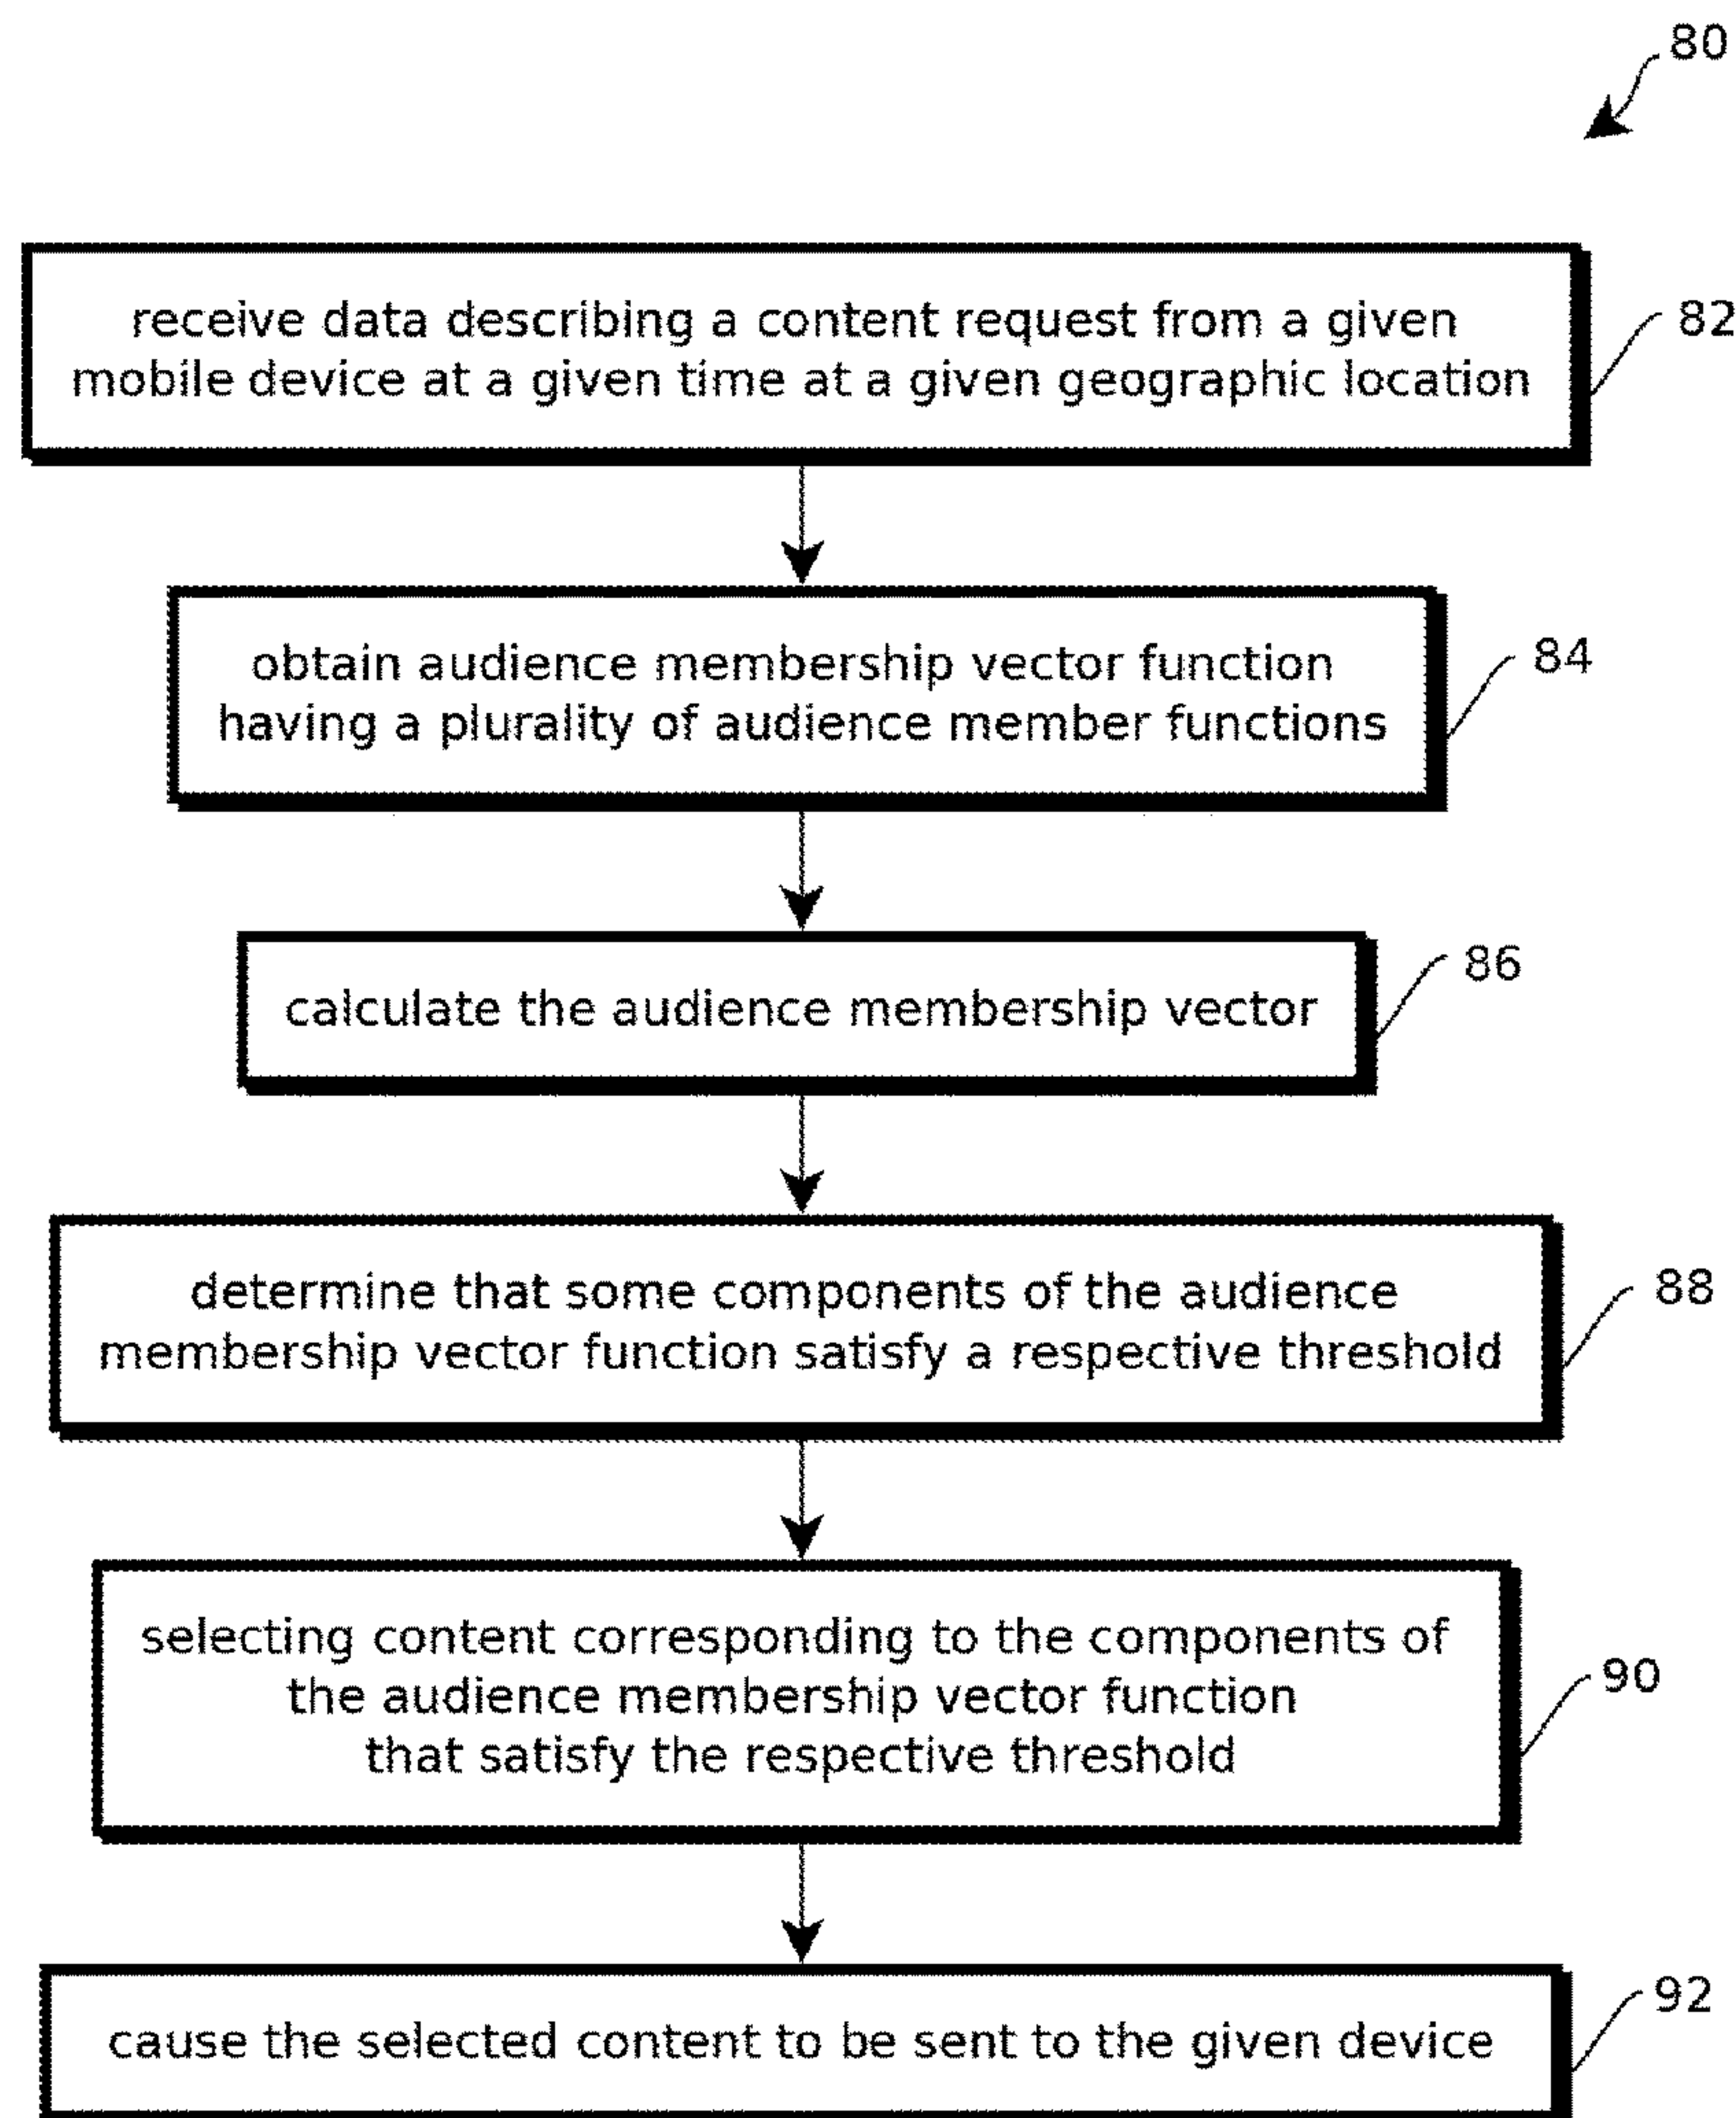 80
receive data describing a content request from a given
mobile device at a given time at a given geographic location
82
obtain audience membership vector function
having a plurality of audience member functions
84
calculate the audience membership vector
86
determine that some components of the audience
membership vector function satisfy a respective threshold
88
selecting content corresponding to the components of
the audience membership vector function
that satisfy the respective threshold
90
cause the selected content to be sent to the given device
92